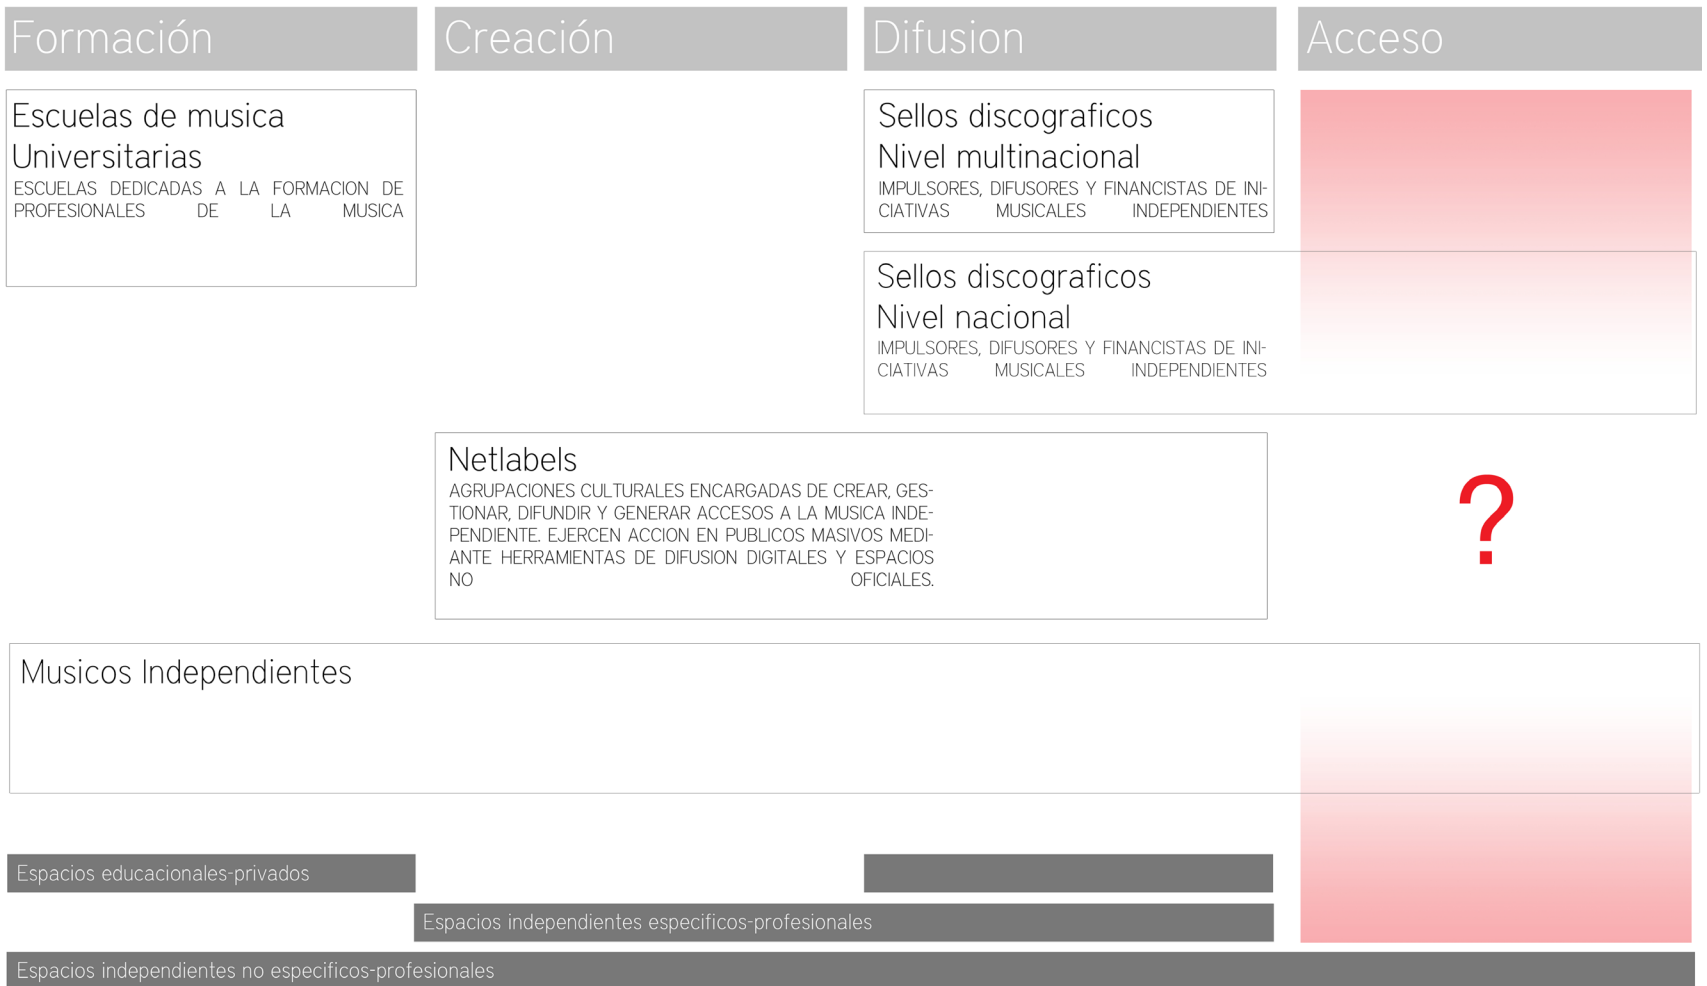 Formación
Creación
Difusion
Acceso
Escuelas de musica
Universitarias
ESCUELAS DEDICADAS A LA FORMACION DE
PROFESIONALES DE LA MUSICA
Sellos discograficos
Nivel multinacional
IMPULSORES, DIFUSORES Y FINANCISTAS DE INI-
CIATIVAS MUSICALES INDEPENDIENTES
Sellos discograficos
Nivel nacional
IMPULSORES, DIFUSORES Y FINANCISTAS DE INI-
CIATIVAS MUSICALES INDEPENDIENTES
Netlabels
AGRUPACIONES CULTURALES ENCARGADAS DE CREAR, GES-
TIONAR, DIFUNDIR Y GENERAR ACCESOS A LA MUSICA INDE-
PENDIENTE. EJERCEN ACCION EN PUBLICOS MASIVOS MEDI-
ANTE HERRAMIENTAS DE DIFUSION DIGITALES Y ESPACIOS
NO OFICIALES.
?
Musicos Independientes
Espacios educacionales-privados
Espacios independientes especificos-profesionales
Espacios independientes no especificos-profesionales